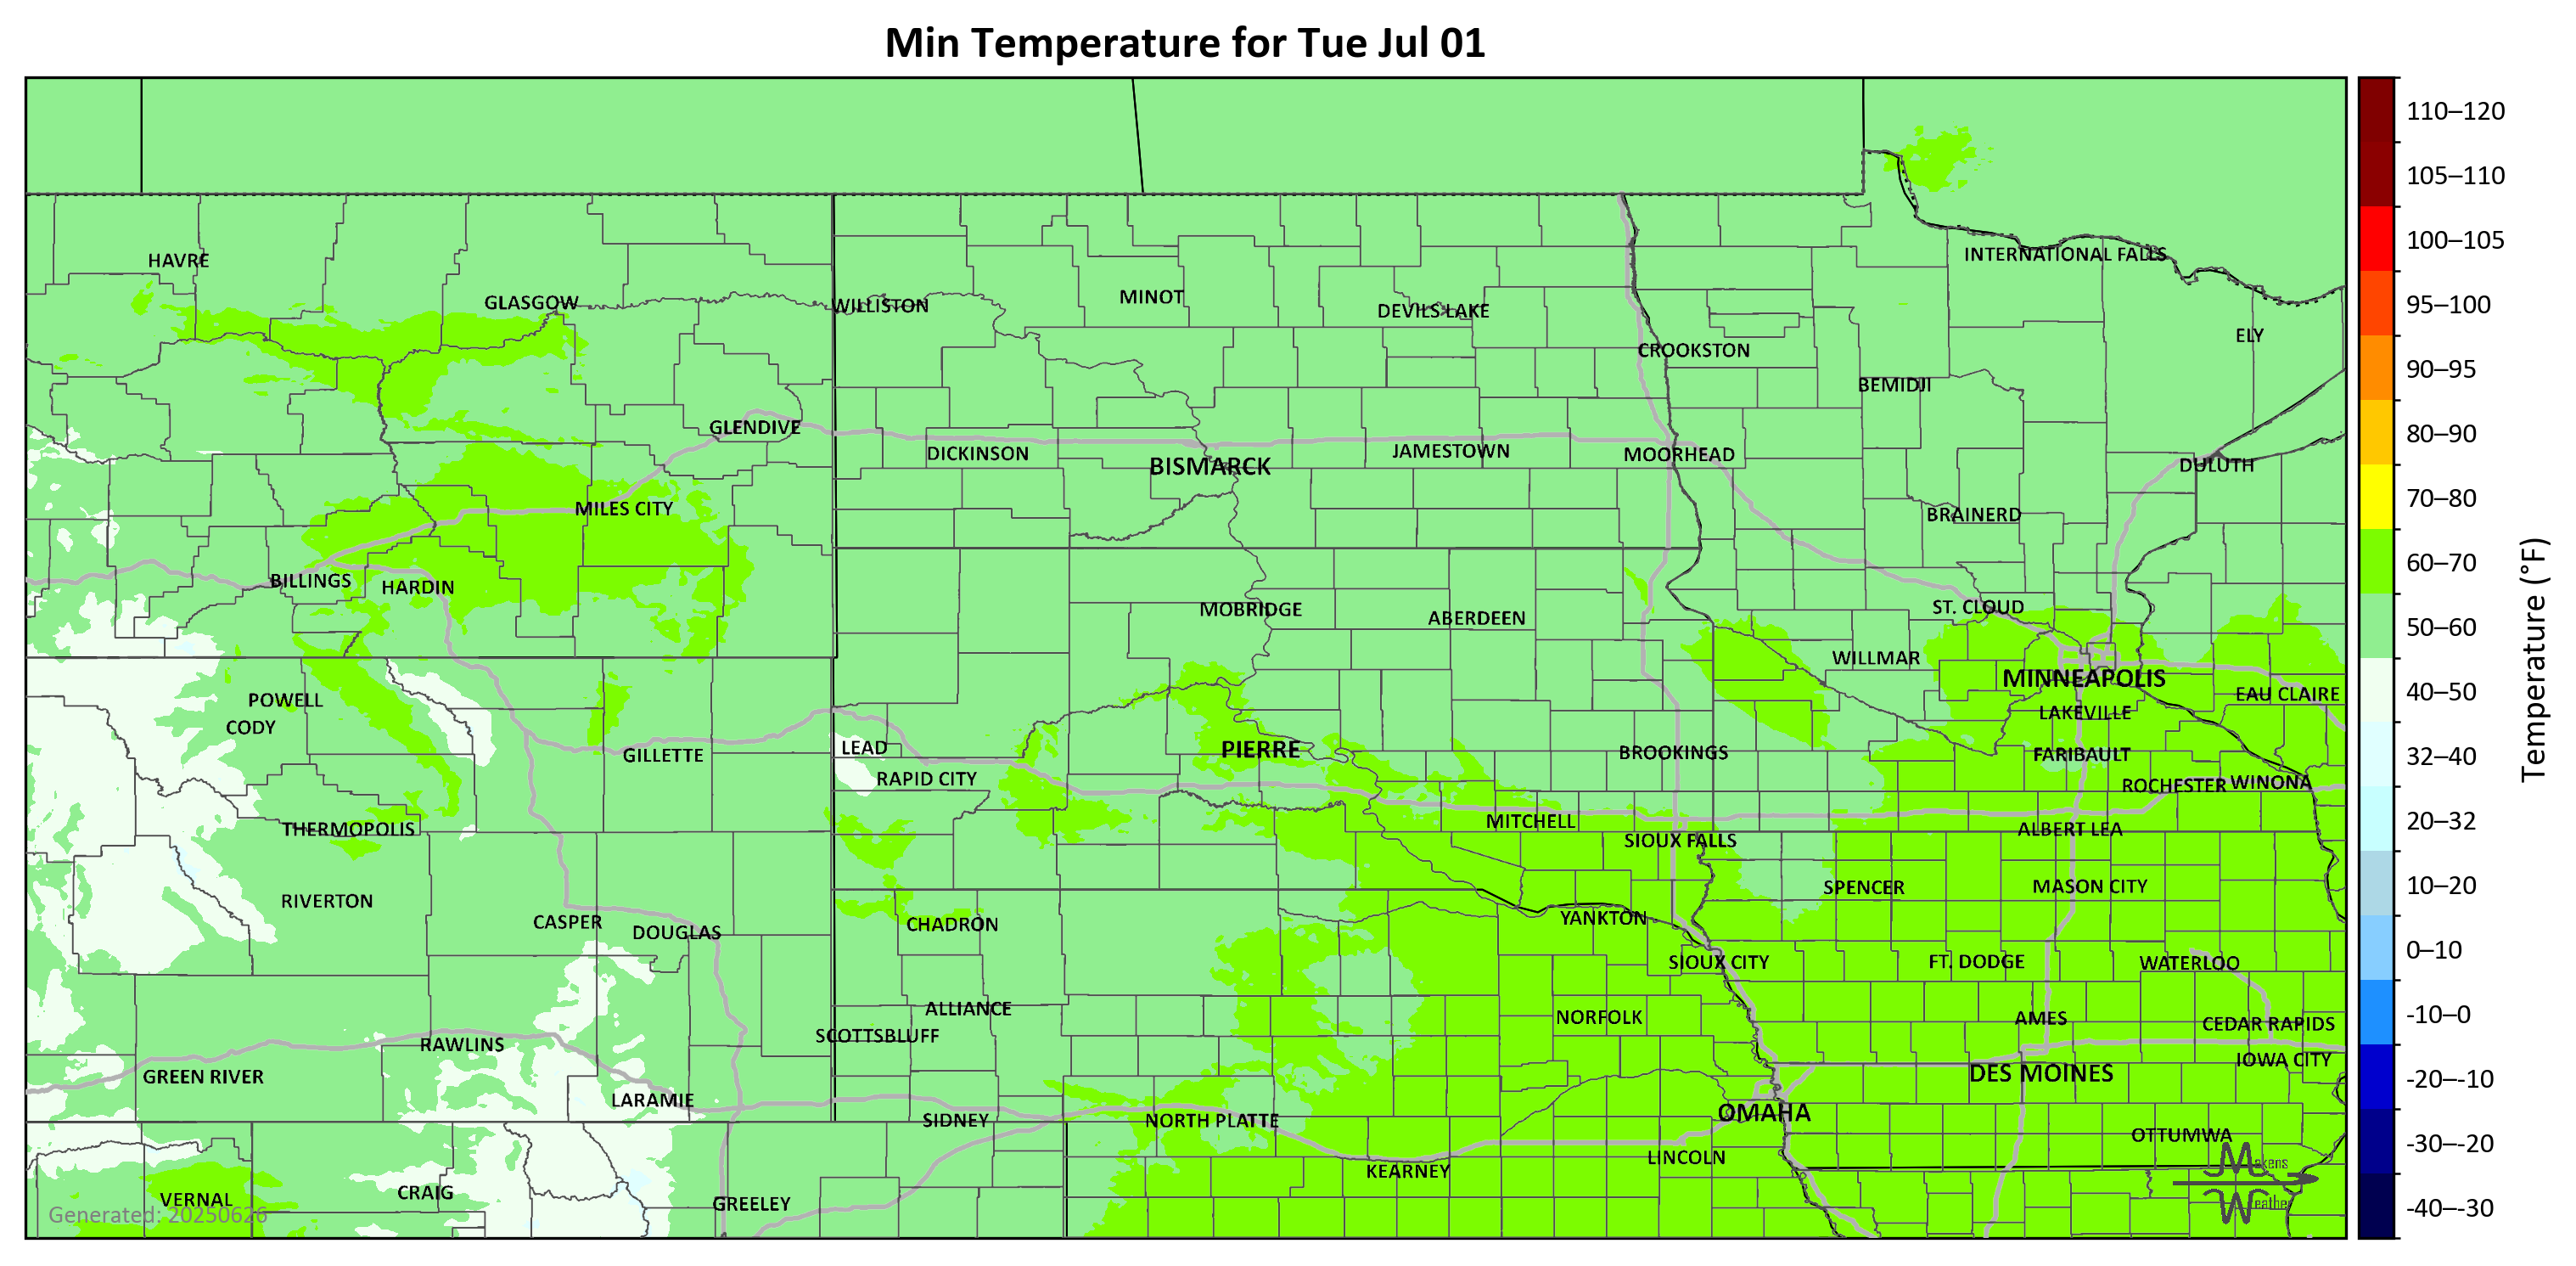 Min Temperature for Tue Jul 01
110–120
105–110
100–105
95–100
90–95
80–90
70–80
60–70
50–60
40–50
32–40
20–32
10–20
0–10
-10–0
-20–-10
-30–-20
-40–-30
Temperature (°F)
HAVRE
GLASGOW
WILLISTON
MINOT
DEVILS LAKE
INTERNATIONAL FALLS
CROOKSTON
ELY
BEMIDJI
GLENDIVE
DICKINSON
BISMARCK
JAMESTOWN
MOORHEAD
DULUTH
MILES CITY
BRAINERD
BILLINGS
HARDIN
MOBRIDGE
ABERDEEN
ST. CLOUD
WILLMAR
MINNEAPOLIS
EAU CLAIRE
POWELL
CODY
LAKEVILLE
GILLETTE
LEAD
RAPID CITY
PIERRE
BROOKINGS
FARIBAULT
ROCHESTER
WINONA
THERMOPOLIS
MITCHELL
SIOUX FALLS
ALBERT LEA
RIVERTON
SPENCER
MASON CITY
CASPER
DOUGLAS
CHADRON
YANKTON
SIOUX CITY
FT. DODGE
WATERLOO
ALLIANCE
NORFOLK
AMES
CEDAR RAPIDS
SCOTTSBLUFF
RAWLINS
IOWA CITY
GREEN RIVER
DES MOINES
LARAMIE
SIDNEY
NORTH PLATTE
OMAHA
OTTUMWA
LINCOLN
KEARNEY
VERNAL
CRAIG
GREELEY
Generated: 20250626
Makens
Weather